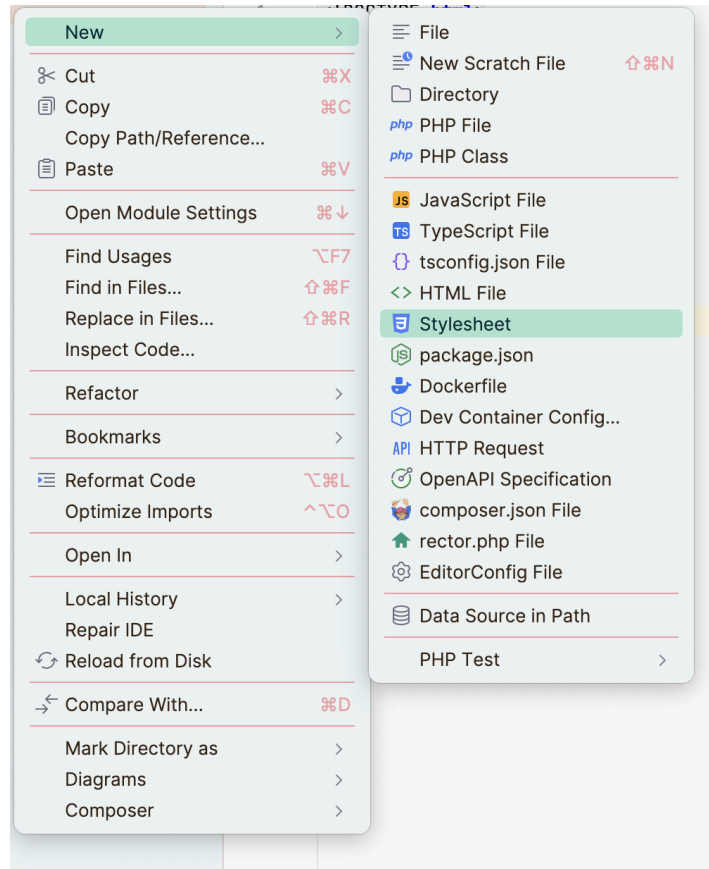 <!DOCTYPE html>
New
Cut ⌘X
Copy ⌘C
Copy Path/Reference...
Paste ⌘V
Open Module Settings ⌘↓
Find Usages ⌥F7
Find in Files... ⇧⌘F
Replace in Files... ⇧⌘R
Inspect Code...
Refactor
Bookmarks
Reformat Code ⌥⌘L
Optimize Imports ^⌥O
Open In
Local History
Repair IDE
Reload from Disk
Compare With... ⌘D
Mark Directory as
Diagrams
Composer
File
New Scratch File ⇧⌘N
Directory
php PHP File
php PHP Class
JS JavaScript File
TS TypeScript File
{} tsconfig.json File
<> HTML File
Stylesheet
JS package.json
Dockerfile
Dev Container Config...
API HTTP Request
OpenAPI Specification
composer.json File
rector.php File
EditorConfig File
Data Source in Path
PHP Test